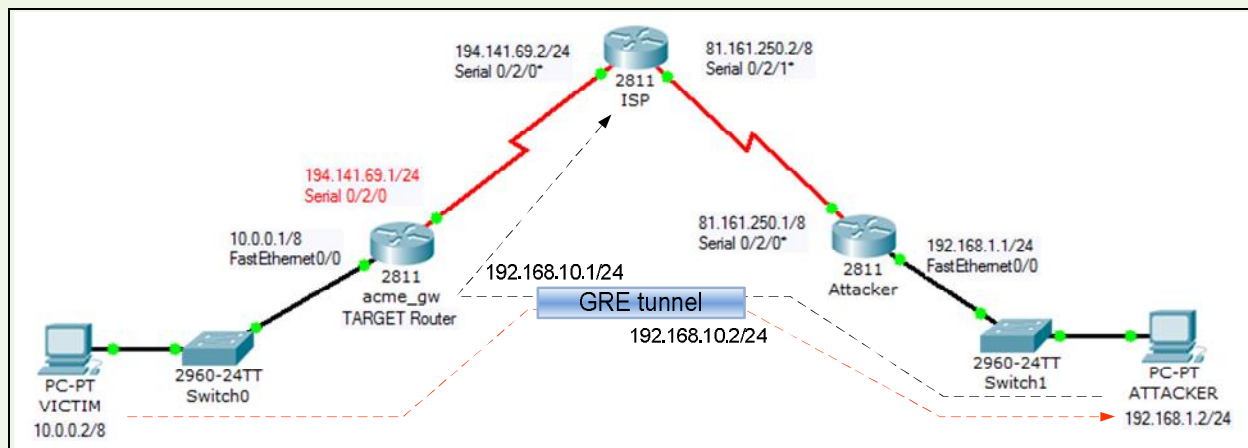 194.141.69.2/24
Serial 0/2/0*
2811
ISP
81.161.250.2/8
Serial 0/2/1*
194.141.69.1/24
Serial 0/2/0
10.0.0.1/8
FastEthernet0/0
2811
acme_gw
TARGET Router
81.161.250.1/8
Serial 0/2/0*
2811
Attacker
192.168.1.1/24
FastEthernet0/0
192.168.10.1/24
GRE tunnel
192.168.10.2/24
PC-PT
VICTIM
10.0.0.2/8
2960-24TT
Switch0
2960-24TT
Switch1
PC-PT
ATTACKER
192.168.1.2/24